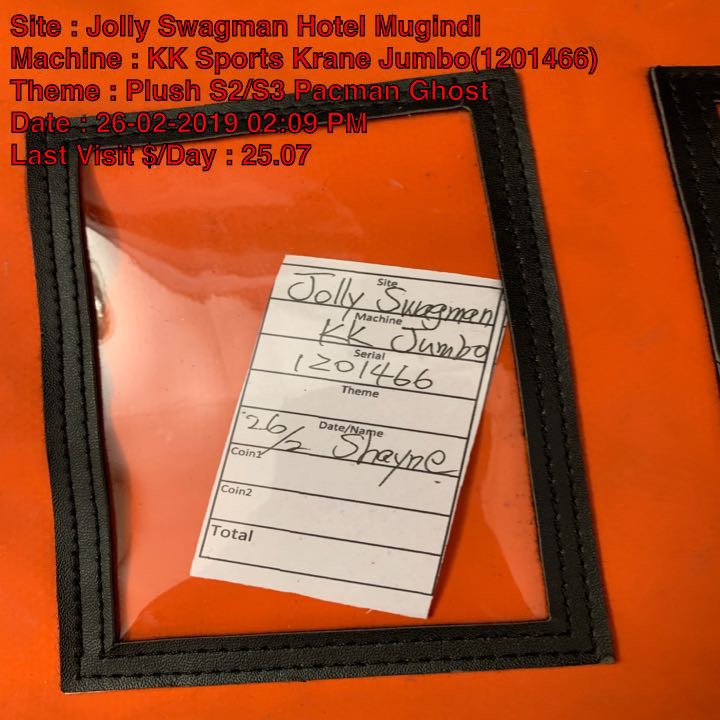 Site : Jolly Swagman Hotel Mugindi
Machine : KK Sports Krane Jumbo(1201466)
Theme : Plush S2/S3 Pacman Ghost
Date : 26-02-2019 02:09 PM
Last Visit $/Day : 25.07
Site
Jolly Swagman
Machine
KK Jumbo
Serial
1201466
Theme
Date/Name
26/2 Shayne
Coin1
Coin2
Total